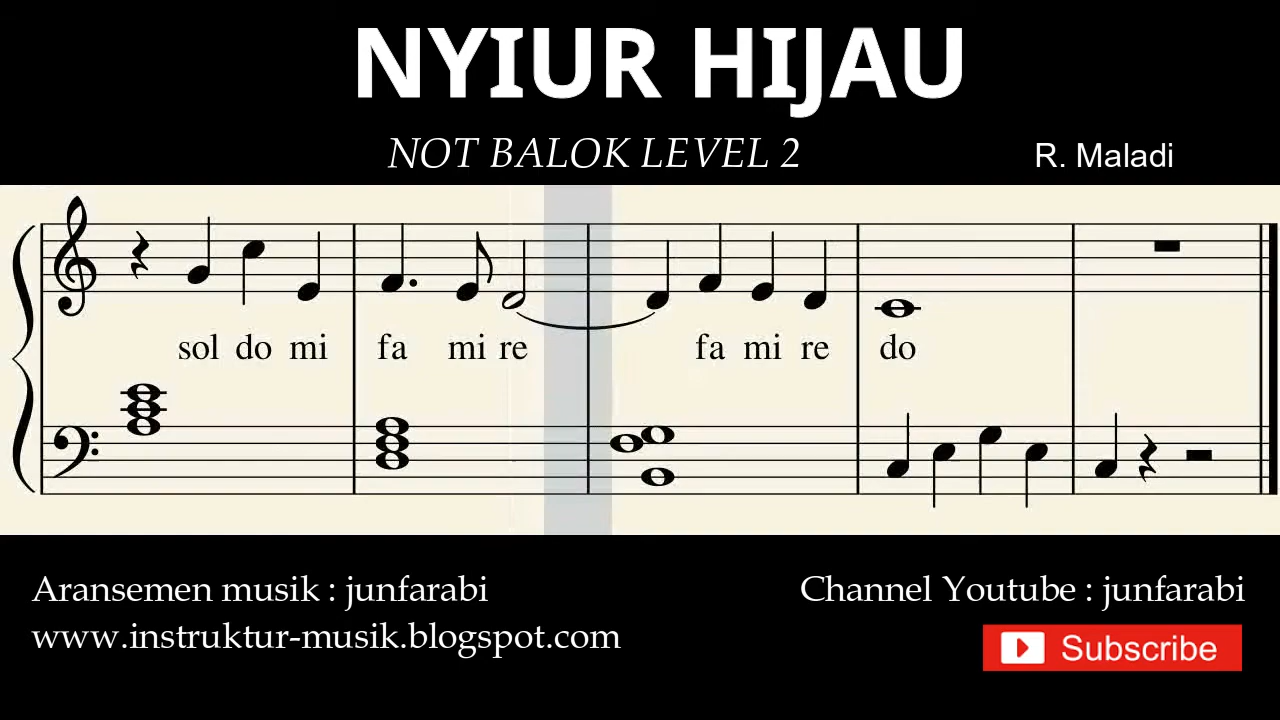 NYIUR HIJAU
NOT BALOK LEVEL 2
R. Maladi
sol do mi fa mi re fa mi re do
Aransemen musik : junfarabi
Channel Youtube : junfarabi
www.instruktur-musik.blogspot.com
Subscribe